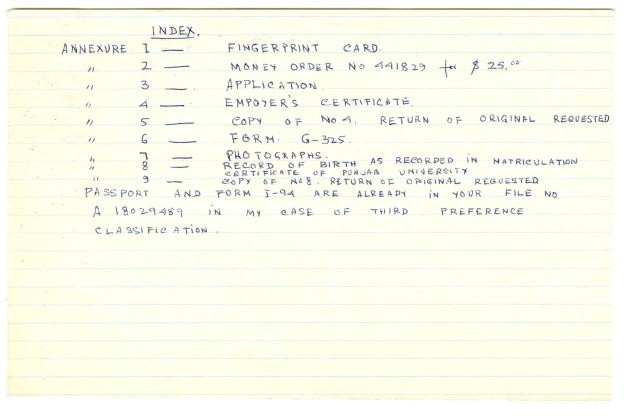 INDEX.
ANNEXURE 1 — FINGERPRINT CARD.
" 2 — MONEY ORDER NO 441829 for $ 25.00
" 3 — APPLICATION.
" 4 — EMPOYER'S CERTIFICATE.
" 5 — COPY OF NO 4. RETURN OF ORIGINAL REQUESTED
" 6 — FORM. G-325.
" 7 — PHOTOGRAPHS.
" 8 — RECORD OF BIRTH AS RECORDED IN MATRICULATION
CERTIFICATE OF PUNJAB UNIVERSITY
" 9 — COPY OF NO 8. RETURN OF ORIGINAL REQUESTED
PASSPORT AND FORM I-94 ARE ALREADY IN YOUR FILE NO
A 18029489 IN MY CASE OF THIRD PREFERENCE
CLASSIFICATION.